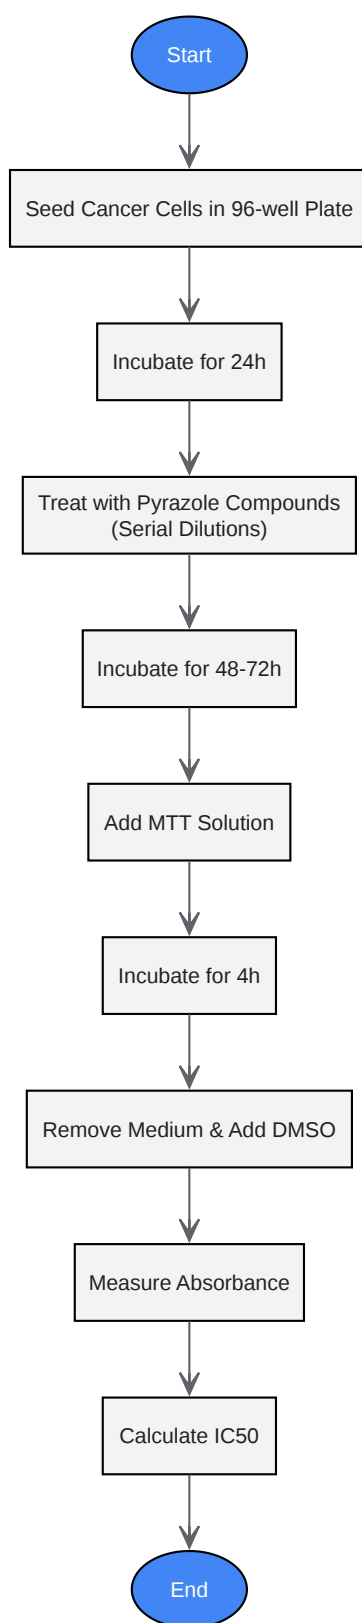 Start
Seed Cancer Cells in 96-well Plate
Incubate for 24h
Treat with Pyrazole Compounds
(Serial Dilutions)
Incubate for 48-72h
Add MTT Solution
Incubate for 4h
Remove Medium & Add DMSO
Measure Absorbance
Calculate IC50
End